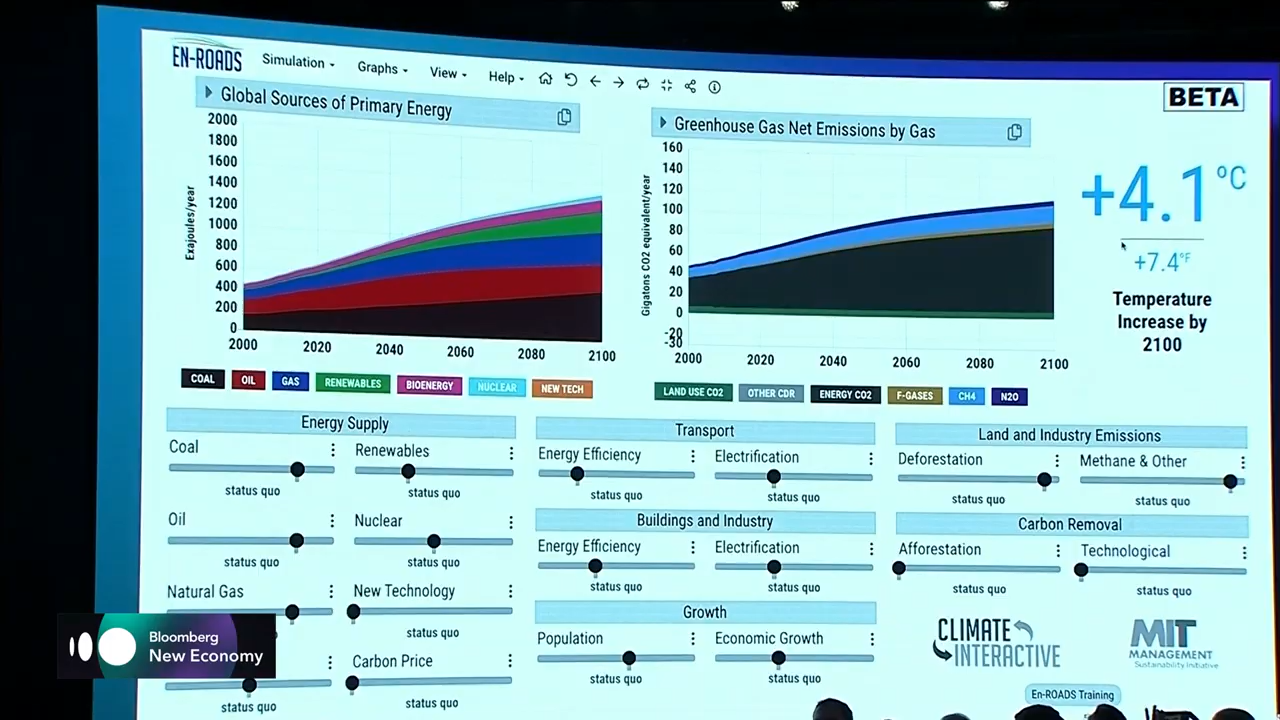 EN-ROADS
Simulation Graphs View Help
BETA
Global Sources of Primary Energy
2000
1800
1600
1400
1200
1000
800
600
400
200
0
Exajoules/year
2000 2020 2040 2060 2080 2100
COAL OIL GAS RENEWABLES BIOENERGY NUCLEAR NEW TECH
Greenhouse Gas Net Emissions by Gas
160
140
120
100
80
60
40
20
0
-20
-30
Gigatons CO2 equivalent/year
2000 2020 2040 2060 2080 2100
LAND USE CO2 OTHER CDR ENERGY CO2 F-GASES CH4 N2O
+4.1 °C
+7.4°F
Temperature
Increase by
2100
Energy Supply
Coal
status quo
Renewables
status quo
Oil
status quo
Nuclear
status quo
Natural Gas
New Technology
status quo
status quo
Carbon Price
status quo
Transport
Energy Efficiency
status quo
Electrification
status quo
Buildings and Industry
Energy Efficiency
status quo
Electrification
status quo
Growth
Population
status quo
Economic Growth
status quo
Land and Industry Emissions
Deforestation
status quo
Methane & Other
status quo
Carbon Removal
Afforestation
status quo
Technological
status quo
CLIMATE
INTERACTIVE
MIT
MANAGEMENT
Sustainability Initiative
En-ROADS Training
Bloomberg
New Economy